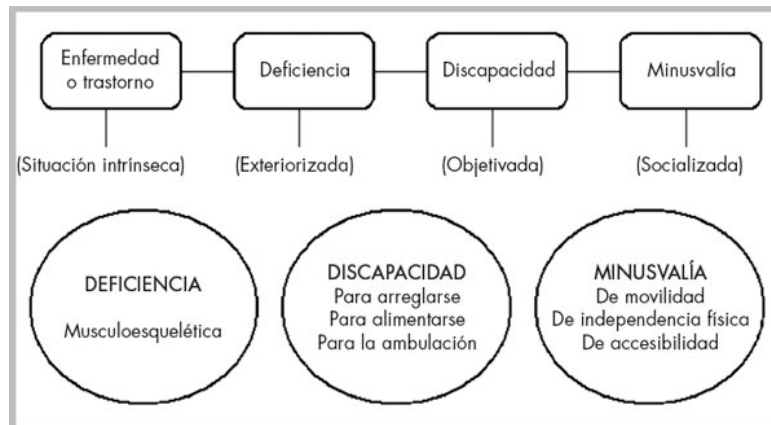 Enfermedad
o trastorno
Deficiencia
Discapacidad
Minusvalía
(Situación intrínseca)
(Exteriorizada)
(Objetivada)
(Socializada)
DEFICIENCIA
Musculoesquelética
DISCAPACIDAD
Para arreglarse
Para alimentarse
Para la ambulación
MINUSVALÍA
De movilidad
De independencia física
De accesibilidad